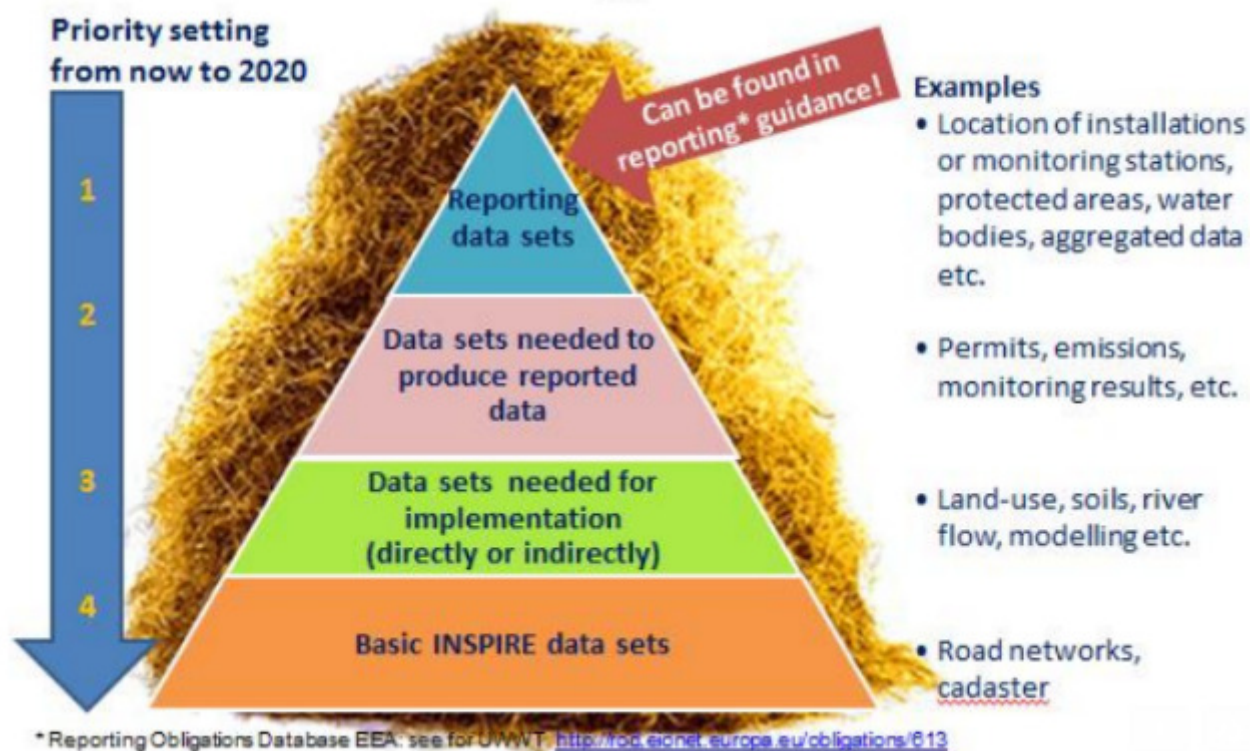 Priority setting
from now to 2020
1
2
3
4
Can be found in
reporting* guidance!
Reporting
data sets
Data sets needed to
produce reported
data
Data sets needed for
implementation
(directly or indirectly)
Basic INSPIRE data sets
Examples
• Location of installations
or monitoring stations,
protected areas, water
bodies, aggregated data
etc.
• Permits, emissions,
monitoring results, etc.
• Land-use, soils, river
flow, modelling etc.
• Road networks,
cadaster
* Reporting Obligations Database EEA: see for UWWT: http://rod.eionet.europa.eu/obligations/613